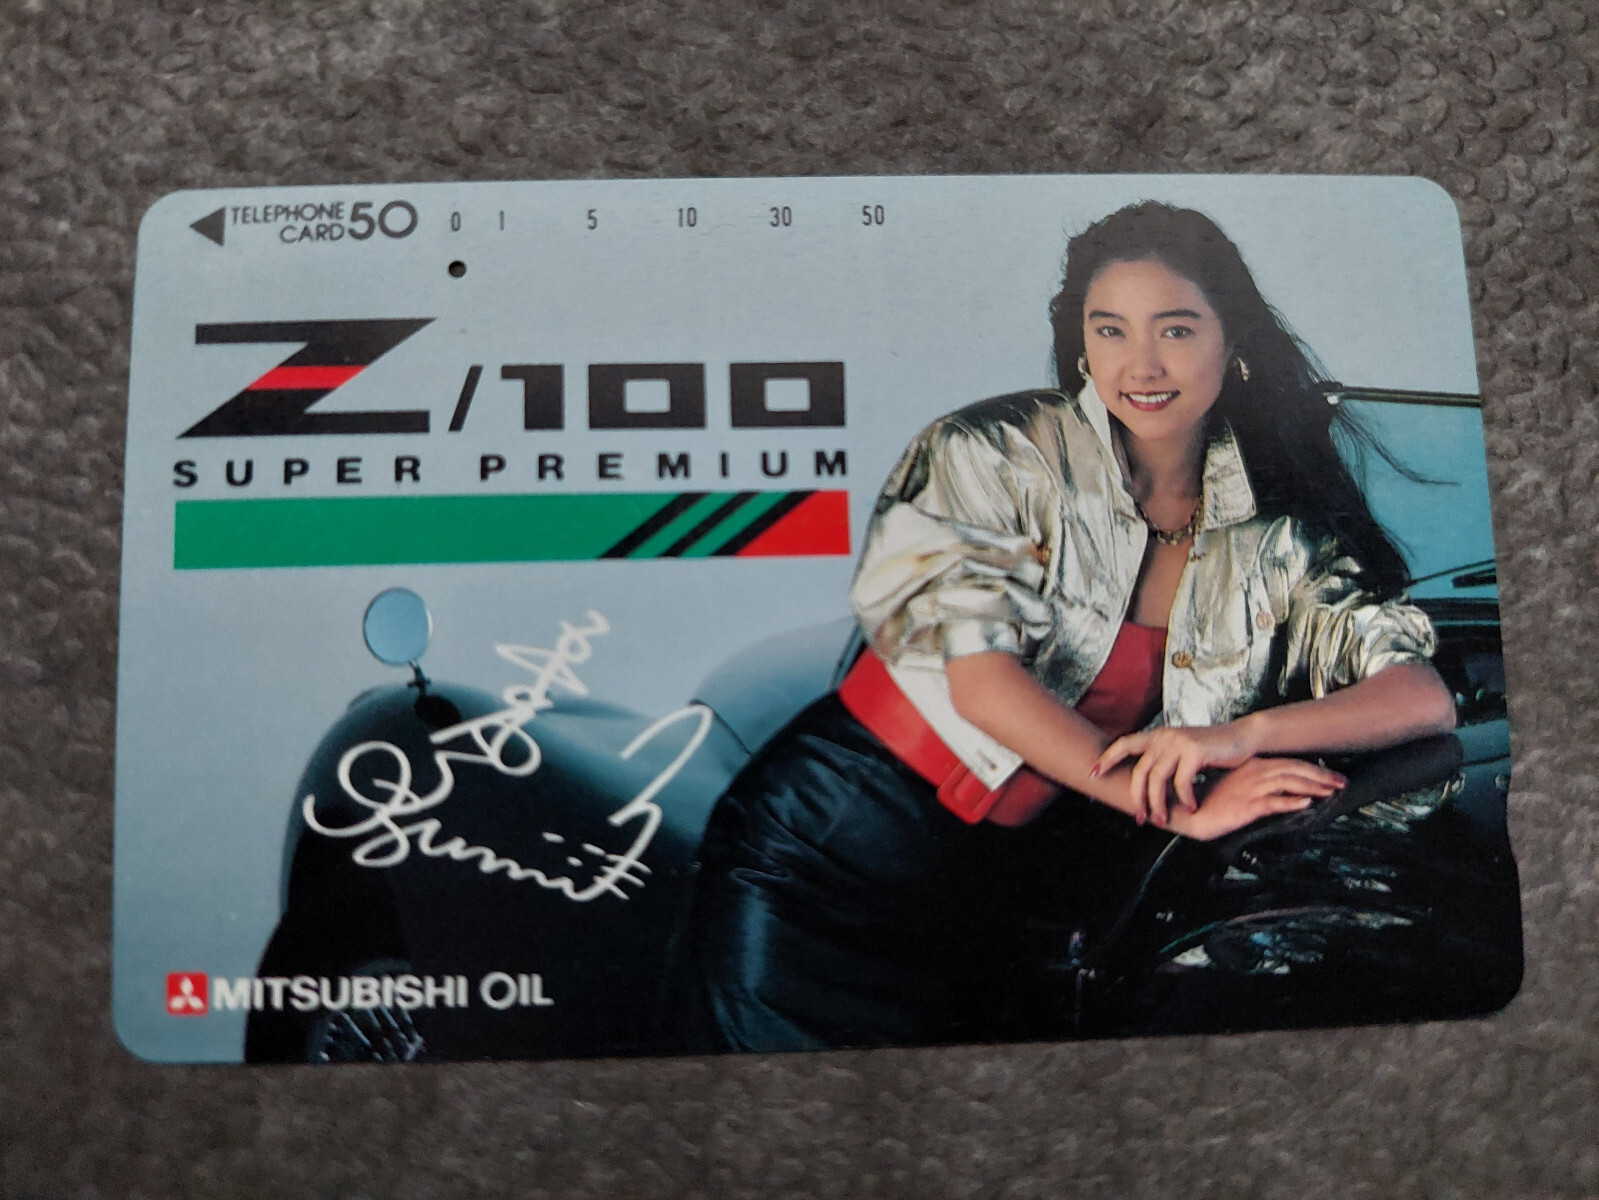 TELEPHONE
CARD 50
0 1 5 10 30 50
Z/100
SUPER PREMIUM
MITSUBISHI OIL